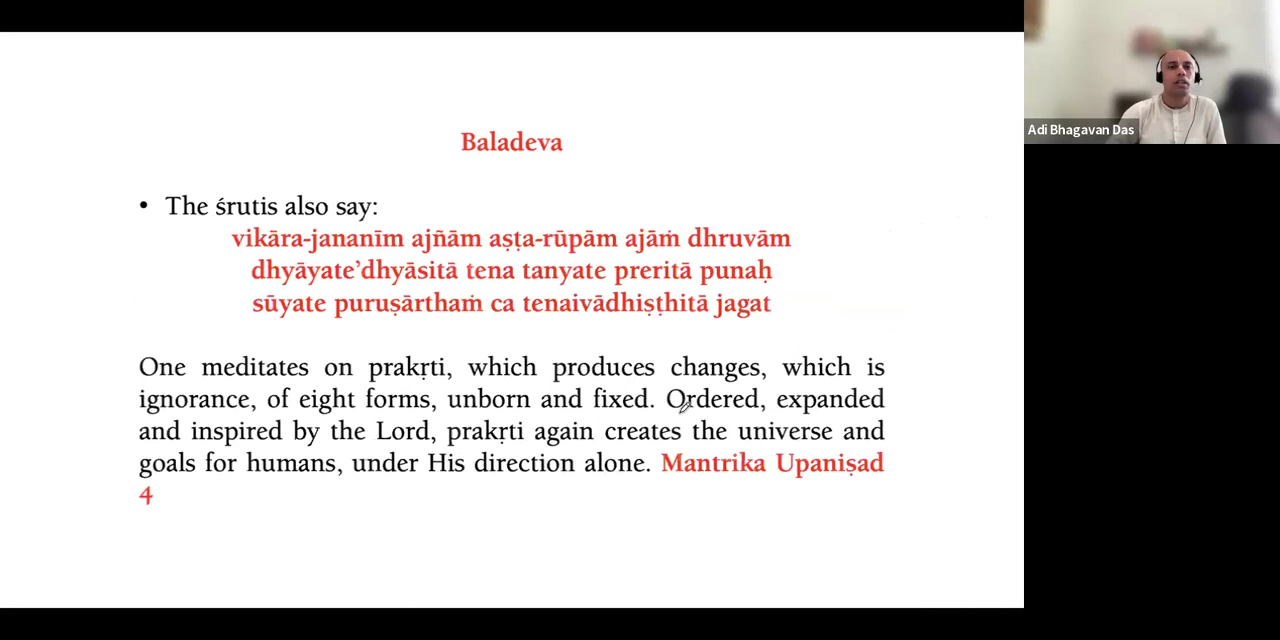 Baladeva
• The śrutis also say:
vikāra-jananīm ajñām aṣṭa-rūpām ajāṁ dhruvām
dhyāyate'dhyāsitā tena tanyate preritā punaḥ
sūyate puruṣārthaṁ ca tenaivādhiṣṭhitā jagat
One meditates on prakṛti, which produces changes, which is
ignorance, of eight forms, unborn and fixed. Ordered, expanded
and inspired by the Lord, prakṛti again creates the universe and
goals for humans, under His direction alone. Mantrika Upaniṣad
4
Adi Bhagavan Das